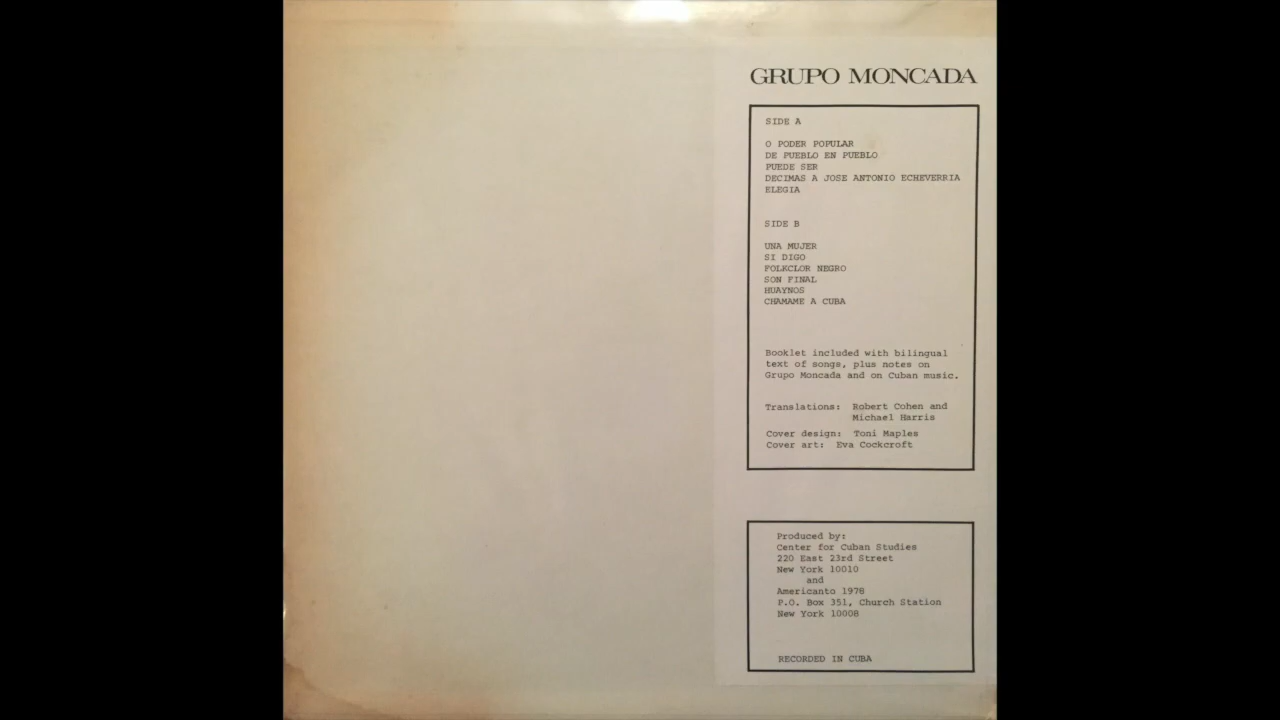 GRUPO MONCADA
SIDE A
O PODER POPULAR
DE PUEBLO EN PUEBLO
PUEDE SER
DECIMAS A JOSE ANTONIO ECHEVERRIA
ELEGIA
SIDE B
UNA MUJER
SI DIGO
FOLKCLOR NEGRO
SON FINAL
HUAYNOS
CHAMAME A CUBA
Booklet included with bilingual
text of songs, plus notes on
Grupo Moncada and on Cuban music.
Translations: Robert Cohen and
Michael Harris
Cover design: Toni Maples
Cover art: Eva Cockcroft
Produced by:
Center for Cuban Studies
220 East 23rd Street
New York 10010
and
Americanto 1978
P.O. Box 351, Church Station
New York 10008
RECORDED IN CUBA